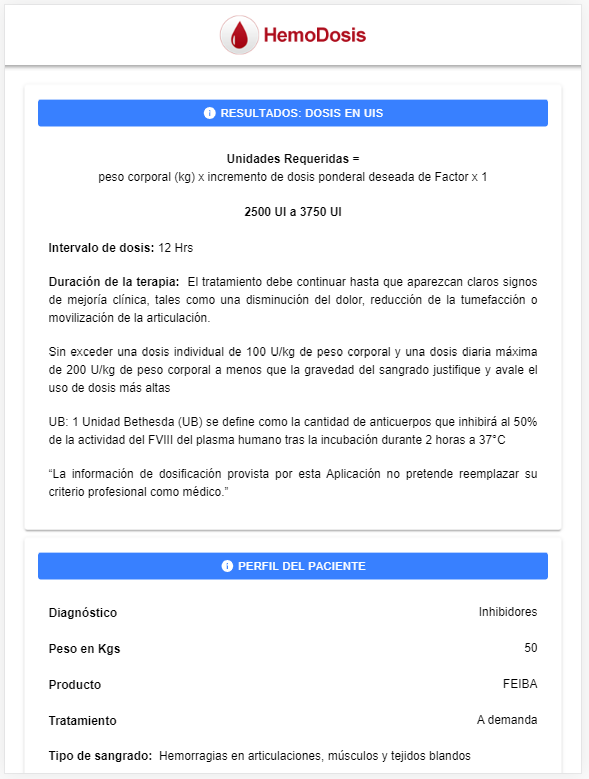 HemoDosis
RESULTADOS: DOSIS EN UIS
Unidades Requeridas =
peso corporal (kg) x incremento de dosis ponderal deseada de Factor x 1
2500 UI a 3750 UI
Intervalo de dosis: 12 Hrs
Duración de la terapia: El tratamiento debe continuar hasta que aparezcan claros signos
de mejoría clínica, tales como una disminución del dolor, reducción de la tumefacción o
movilización de la articulación.
Sin exceder una dosis individual de 100 U/kg de peso corporal y una dosis diaria máxima
de 200 U/kg de peso corporal a menos que la gravedad del sangrado justifique y avale el
uso de dosis más altas
UB: 1 Unidad Bethesda (UB) se define como la cantidad de anticuerpos que inhibirá al 50%
de la actividad del FVIII del plasma humano tras la incubación durante 2 horas a 37°C
“La información de dosificación provista por esta Aplicación no pretende reemplazar su
criterio profesional como médico.”
PERFIL DEL PACIENTE
Diagnóstico Inhibidores
Peso en Kgs 50
Producto FEIBA
Tratamiento A demanda
Tipo de sangrado: Hemorragias en articulaciones, músculos y tejidos blandos